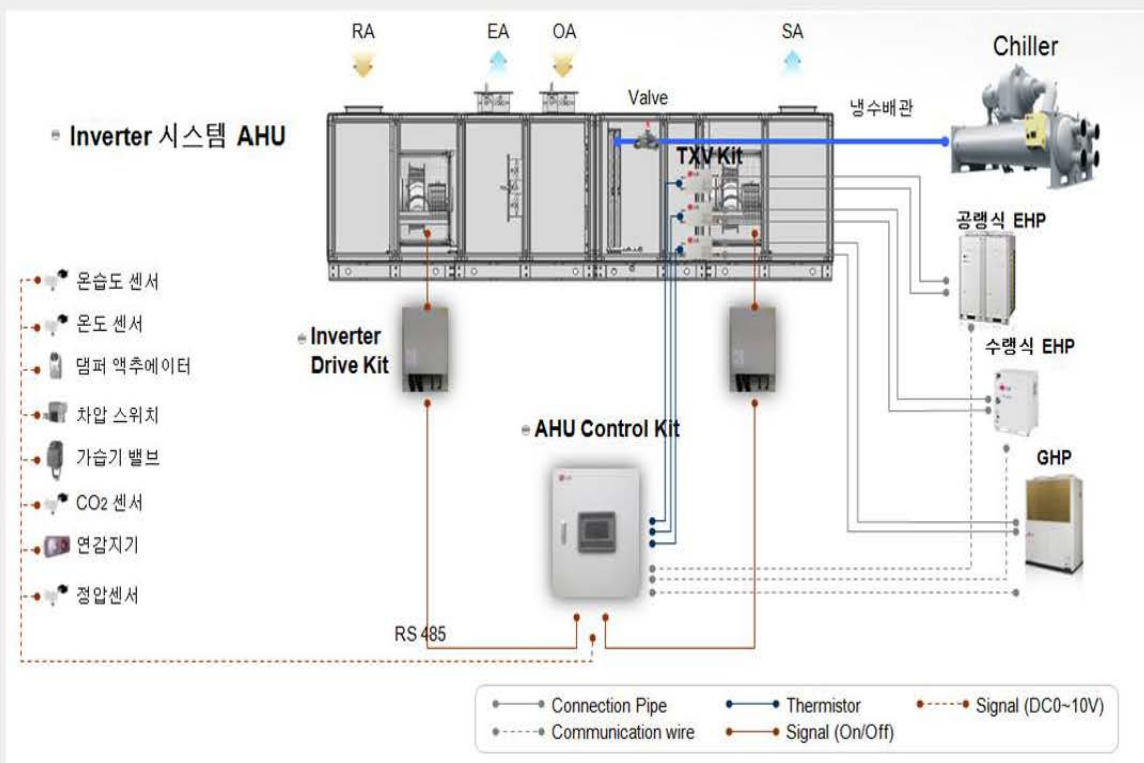 RA
EA
OA
SA
Chiller
Inverter 시스템 AHU
Valve
냉수배관
TXV Kit
공랭식 EHP
온습도 센서
온도 센서
댐퍼 액추에이터
차압 스위치
가습기 밸브
CO2 센서
연감지기
정압센서
Inverter
Drive Kit
수랭식 EHP
AHU Control Kit
GHP
RS 485
Connection Pipe
Thermistor
Signal (DC0~10V)
Communication wire
Signal (On/Off)